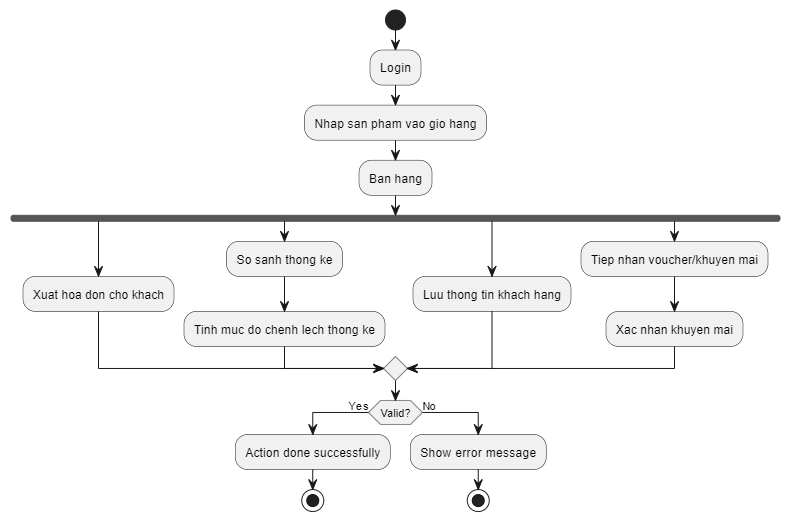 Login
Nhap san pham vao gio hang
Ban hang
Xuat hoa don cho khach
So sanh thong ke
Tinh muc do chenh lech thong ke
Luu thong tin khach hang
Tiep nhan voucher/khuyen mai
Xac nhan khuyen mai
Valid?
Yes
No
Action done successfully
Show error message